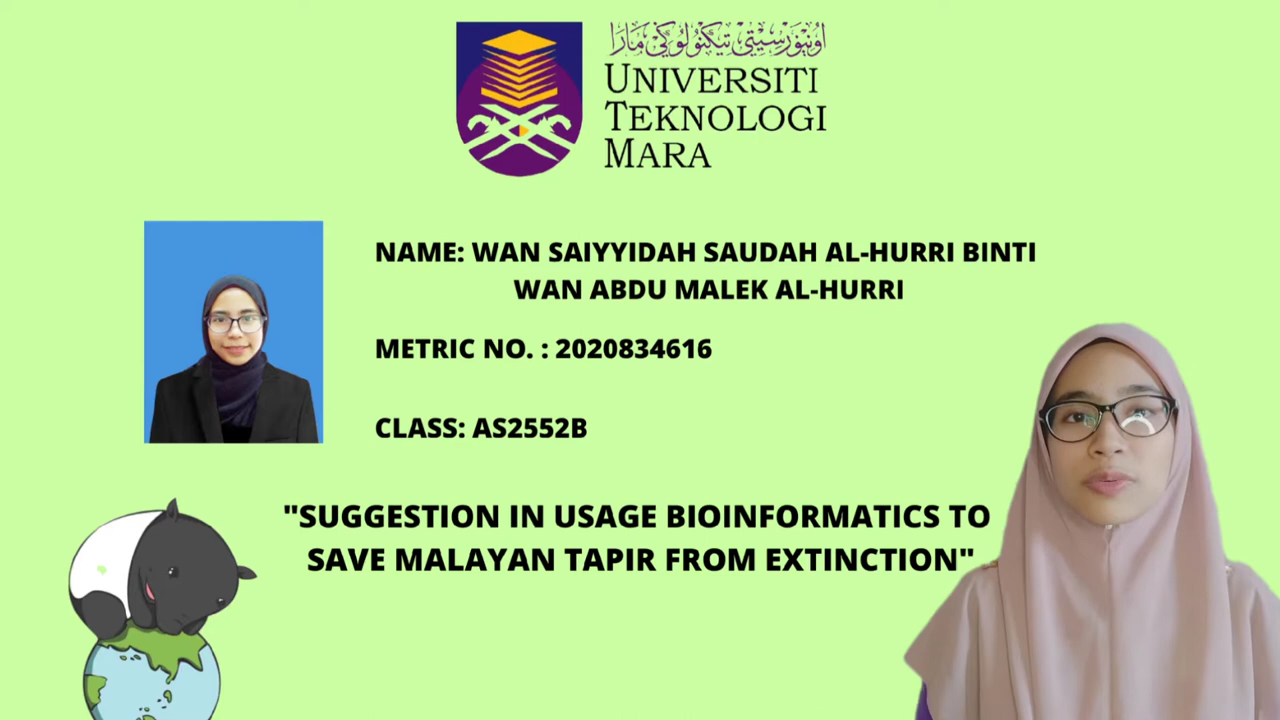 اونيۏرسيتي تيكنولوݢي مارا
UNIVERSITI
TEKNOLOGI
MARA
NAME: WAN SAIYYIDAH SAUDAH AL-HURRI BINTI
WAN ABDU MALEK AL-HURRI
METRIC NO. : 2020834616
CLASS: AS2552B
"SUGGESTION IN USAGE BIOINFORMATICS TO
SAVE MALAYAN TAPIR FROM EXTINCTION"